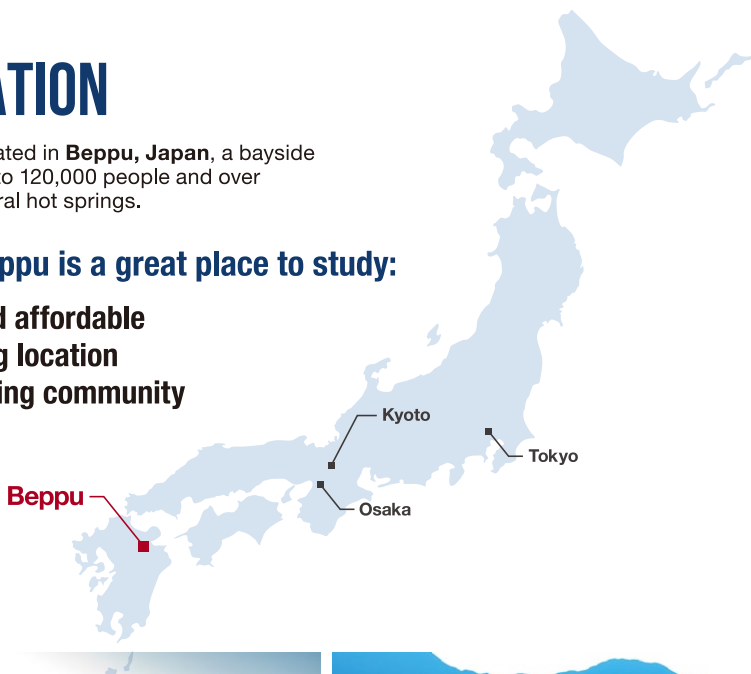 ATION
ated in Beppu, Japan, a bayside
to 120,000 people and over
ral hot springs.
ppu is a great place to study:
d affordable
g location
ing community
Kyoto
Tokyo
Beppu
Osaka